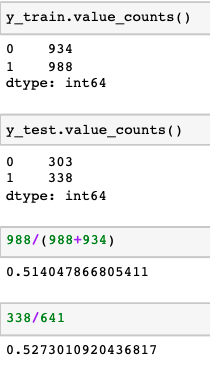 y_train.value_counts()
0    934
1    988
dtype: int64
y_test.value_counts()
0    303
1    338
dtype: int64
988/(988+934)
0.514047866805411
338/641
0.5273010920436817